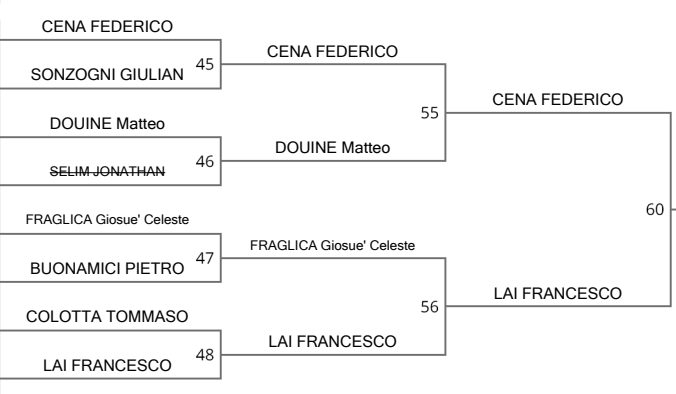 CENA FEDERICO
SONZOGNI GIULIAN
45
DOUINE Matteo
SELIM JONATHAN
46
FRAGLICA Giosue' Celeste
BUONAMICI PIETRO
47
COLOTTA TOMMASO
LAI FRANCESCO
48
CENA FEDERICO
DOUINE Matteo
55
FRAGLICA Giosue' Celeste
LAI FRANCESCO
56
CENA FEDERICO
LAI FRANCESCO
60